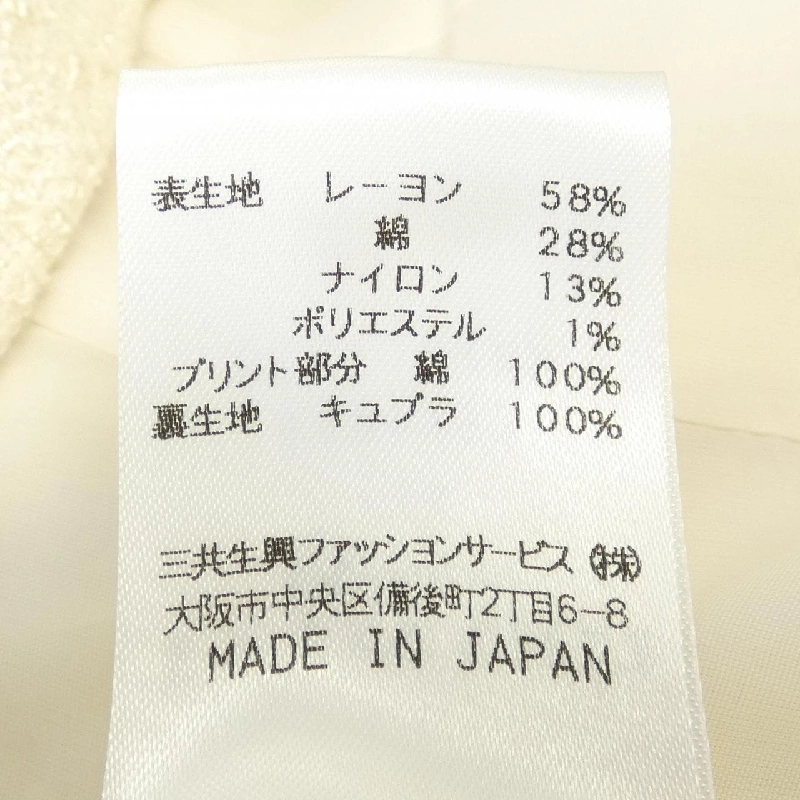 表生地 レーヨン 58%
綿 28%
ナイロン 13%
ポリエステル 1%
プリント部分 綿 100%
裏生地 キュプラ 100%
三共生興ファッションサービス ㈱
大阪市中央区備後町2丁目6-8
MADE IN JAPAN